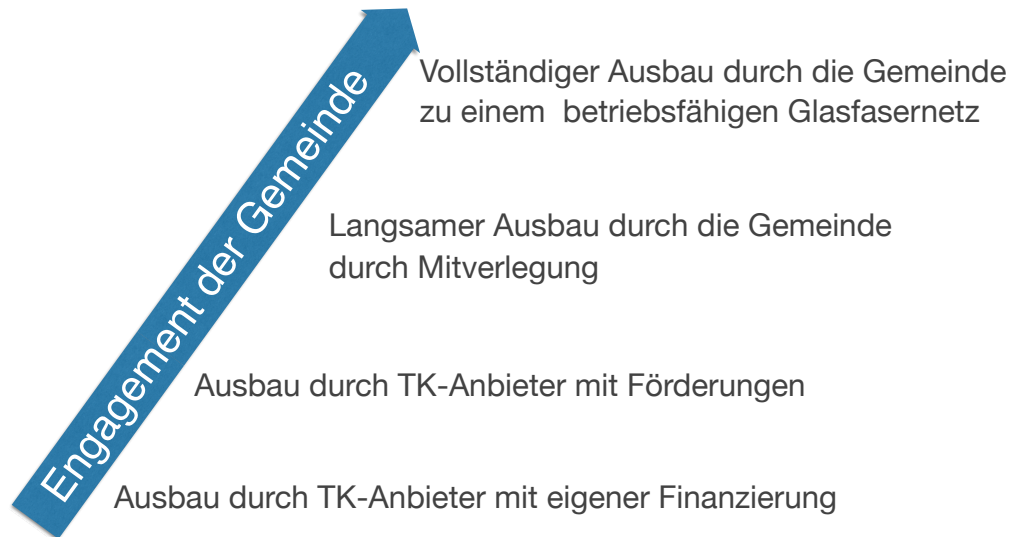 Engagement der Gemeinde
Vollständiger Ausbau durch die Gemeinde
zu einem betriebsfähigen Glasfasernetz
Langsamer Ausbau durch die Gemeinde
durch Mitverlegung
Ausbau durch TK-Anbieter mit Förderungen
Ausbau durch TK-Anbieter mit eigener Finanzierung